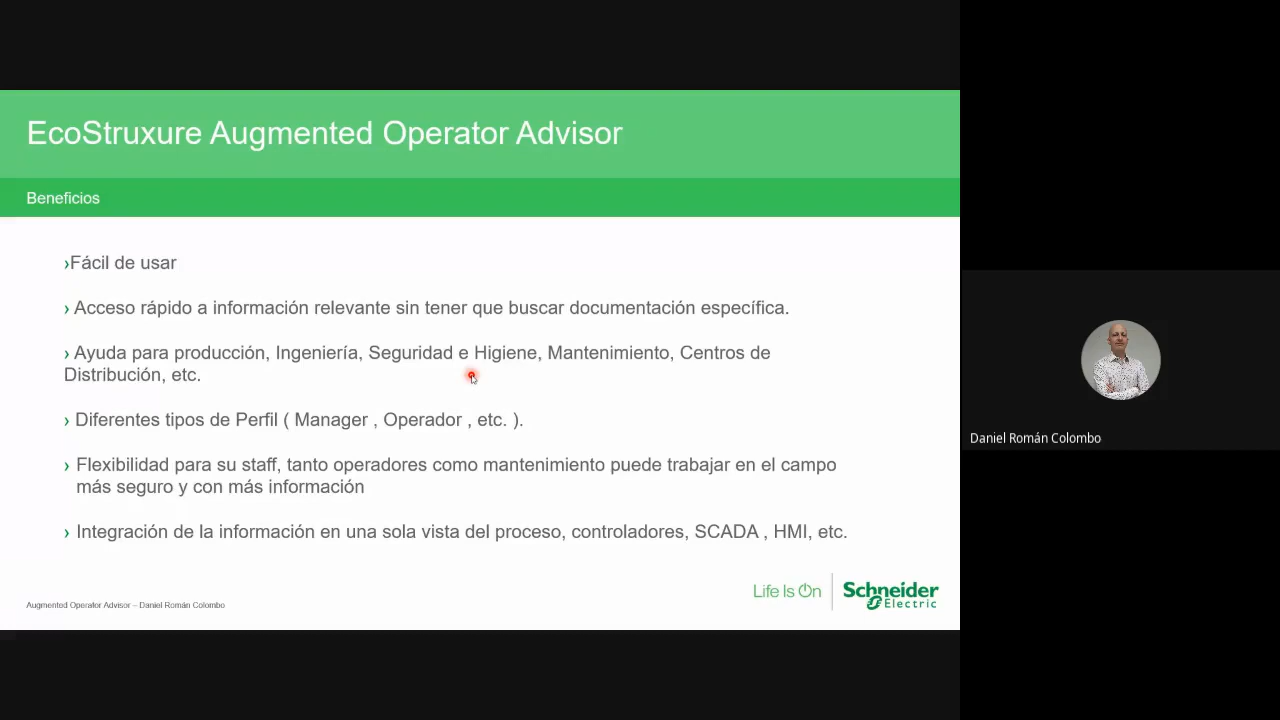 EcoStruxure Augmented Operator Advisor
Beneficios
›Fácil de usar
› Acceso rápido a información relevante sin tener que buscar documentación específica.
› Ayuda para producción, Ingeniería, Seguridad e Higiene, Mantenimiento, Centros de
Distribución, etc.
› Diferentes tipos de Perfil ( Manager , Operador , etc. ).
› Flexibilidad para su staff, tanto operadores como mantenimiento puede trabajar en el campo
más seguro y con más información
› Integración de la información en una sola vista del proceso, controladores, SCADA , HMI, etc.
Life Is On
Schneider
Electric
Augmented Operator Advisor – Daniel Román Colombo
Daniel Román Colombo